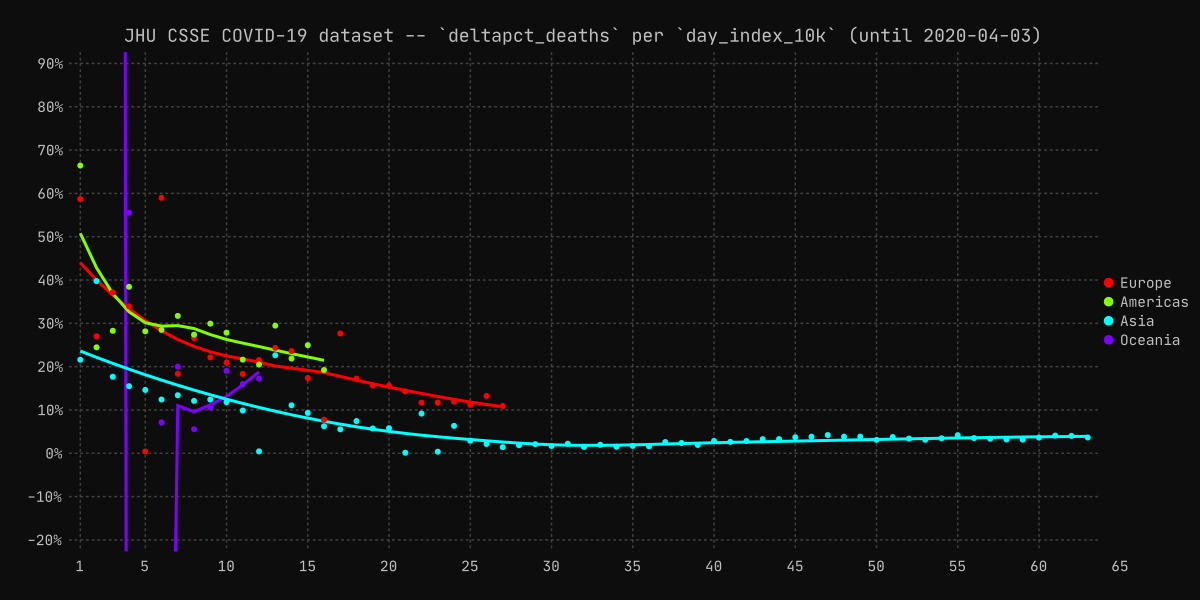 JHU CSSE COVID-19 dataset -- `deltapct_deaths` per `day_index_10k` (until 2020-04-03)
90%
80%
70%
60%
50%
40%
30%
20%
10%
0%
-10%
-20%
1 5 10 15 20 25 30 35 40 45 50 55 60 65
Europe
Americas
Asia
Oceania